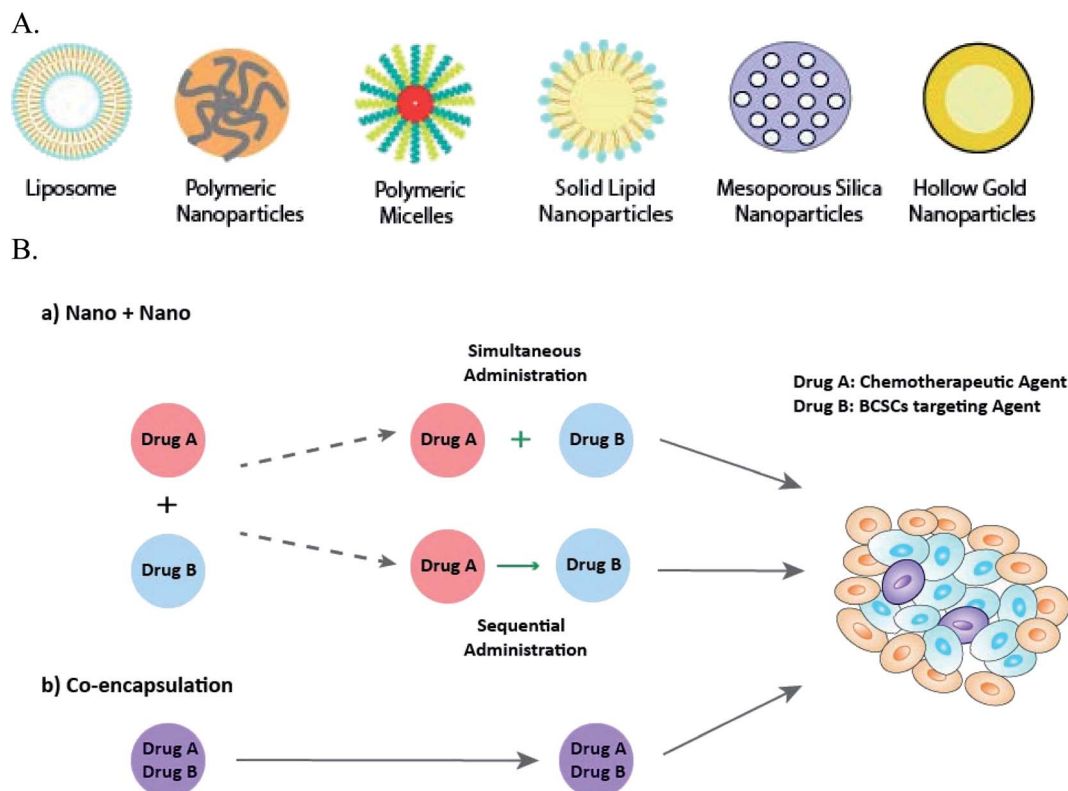 A.
Liposome
Polymeric
Nanoparticles
Polymeric
Micelles
Solid Lipid
Nanoparticles
Mesoporous Silica
Nanoparticles
Hollow Gold
Nanoparticles
B.
a) Nano + Nano
Simultaneous
Administration
Drug A: Chemotherapeutic Agent
Drug B: BCSCs targeting Agent
Drug A
Drug A + Drug B
+
Drug B
Drug A
Drug B
Sequential
Administration
b) Co-encapsulation
Drug A
Drug B
Drug A
Drug B